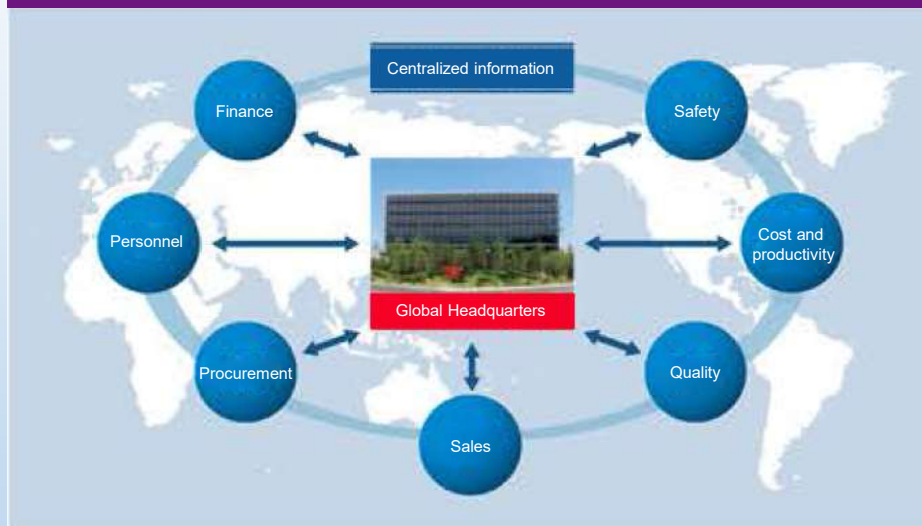 Centralized information
Finance
Safety
Personnel
Cost and
productivity
Global Headquarters
Procurement
Quality
Sales